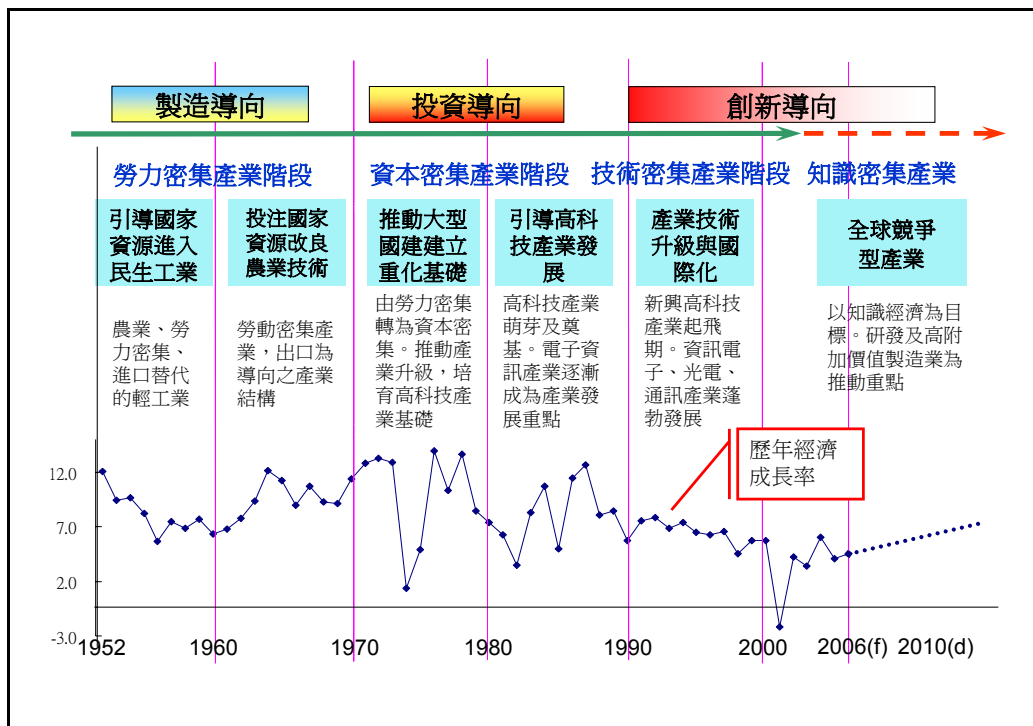 製造導向
投資導向
創新導向
勞力密集產業階段
資本密集產業階段
技術密集產業階段
知識密集產業
引導國家
資源進入
民生工業
投注國家
資源改良
農業技術
推動大型
國建建立
重化基礎
引導高科
技產業發
展
產業技術
升級與國
際化
全球競爭
型產業
農業、勞
力密集、
進口替代
的輕工業
勞動密集產
業，出口為
導向之產業
結構
由勞力密集
轉為資本密
集。推動產
業升級，培
育高科技產
業基礎
高科技產業
萌芽及奠
基。電子資
訊產業逐漸
成為產業發
展重點
新興高科技
產業起飛
期。資訊電
子、光電、
通訊產業蓬
勃發展
以知識經濟為目
標。研發及高附
加價值製造業為
推動重點
歷年經濟
成長率
12.0
7.0
2.0
-3.0
1952
1960
1970
1980
1990
2000
2006(f)
2010(d)